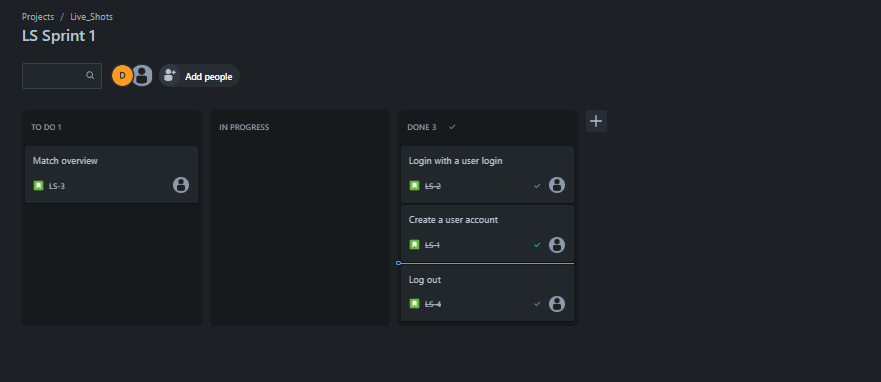 Projects / Live_Shots
LS Sprint 1
D Add people
TO DO 1
Match overview
LS-3
IN PROGRESS
DONE 3
Login with a user login
LS-2
Create a user account
LS-1
Log out
LS-4